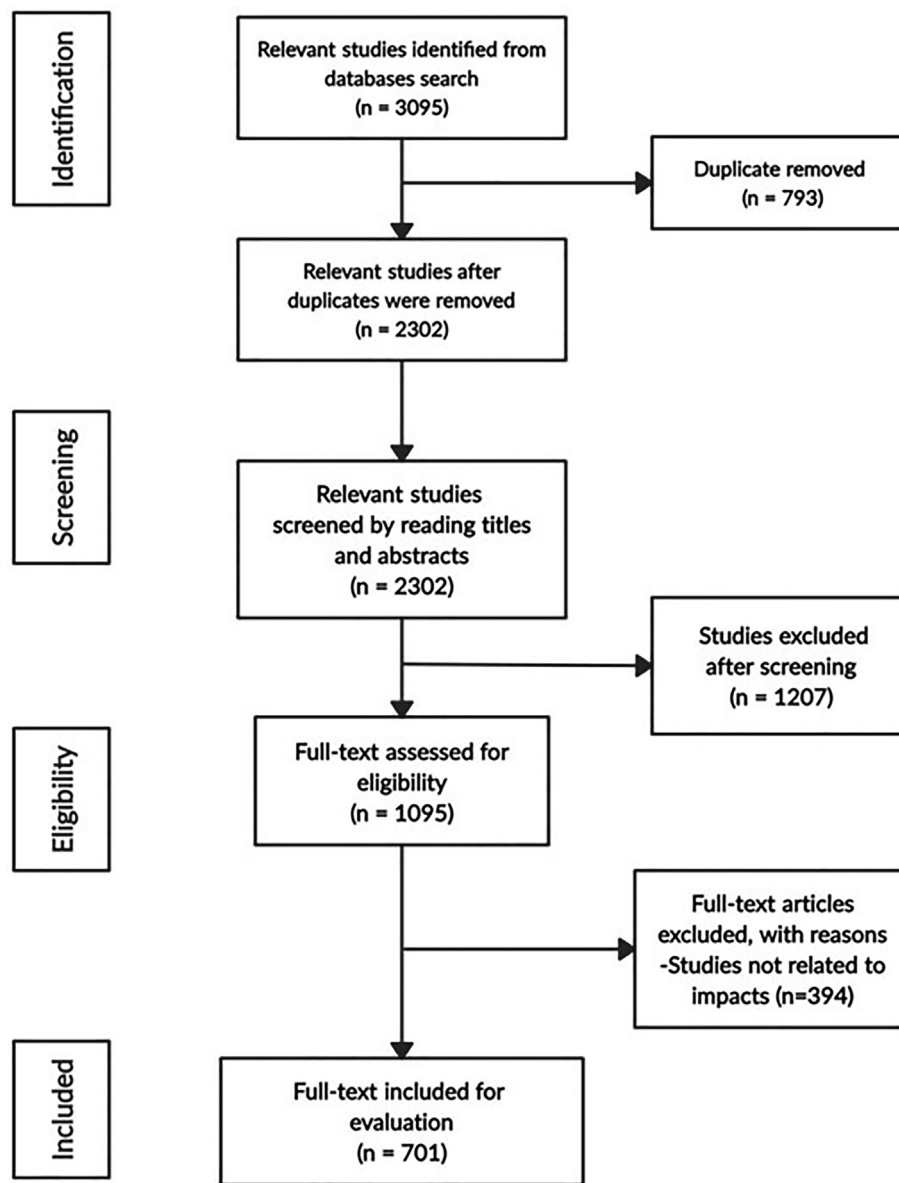 Identification
Relevant studies identified from
databases search
(n = 3095)
Duplicate removed
(n = 793)
Relevant studies after
duplicates were removed
(n = 2302)
Screening
Relevant studies
screened by reading titles
and abstracts
(n = 2302)
Studies excluded
after screening
(n = 1207)
Eligibility
Full-text assessed for
eligibility
(n = 1095)
Full-text articles
excluded, with reasons
-Studies not related to
impacts (n=394)
Included
Full-text included for
evaluation
(n = 701)